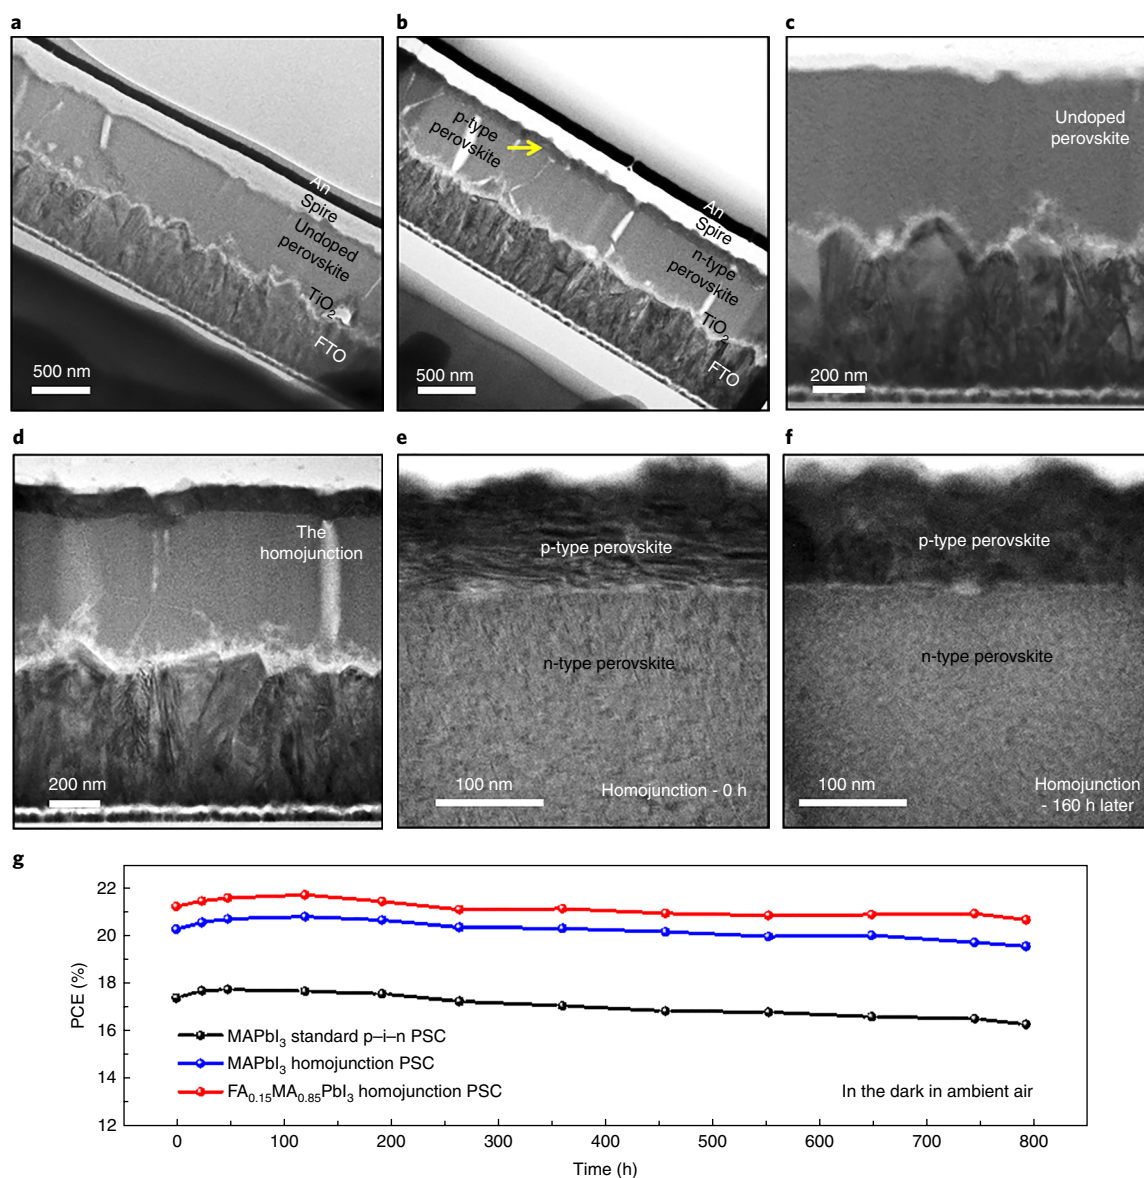 a
An
Spire
Undoped
perovskite
TiO₂
FTO
500 nm
b
p-type
perovskite
An
Spire
n-type
perovskite
TiO₂
FTO
500 nm
c
Undoped
perovskite
200 nm
d
The
homojunction
200 nm
e
p-type perovskite
n-type perovskite
100 nm
Homojunction - 0 h
f
p-type perovskite
n-type perovskite
100 nm
Homojunction
- 160 h later
g
PCE (%)
22
20
18
16
14
12
MAPbI₃ standard p–i–n PSC
MAPbI₃ homojunction PSC
FA₀.₁₅MA₀.₈₅PbI₃ homojunction PSC
In the dark in ambient air
0 100 200 300 400 500 600 700 800
Time (h)